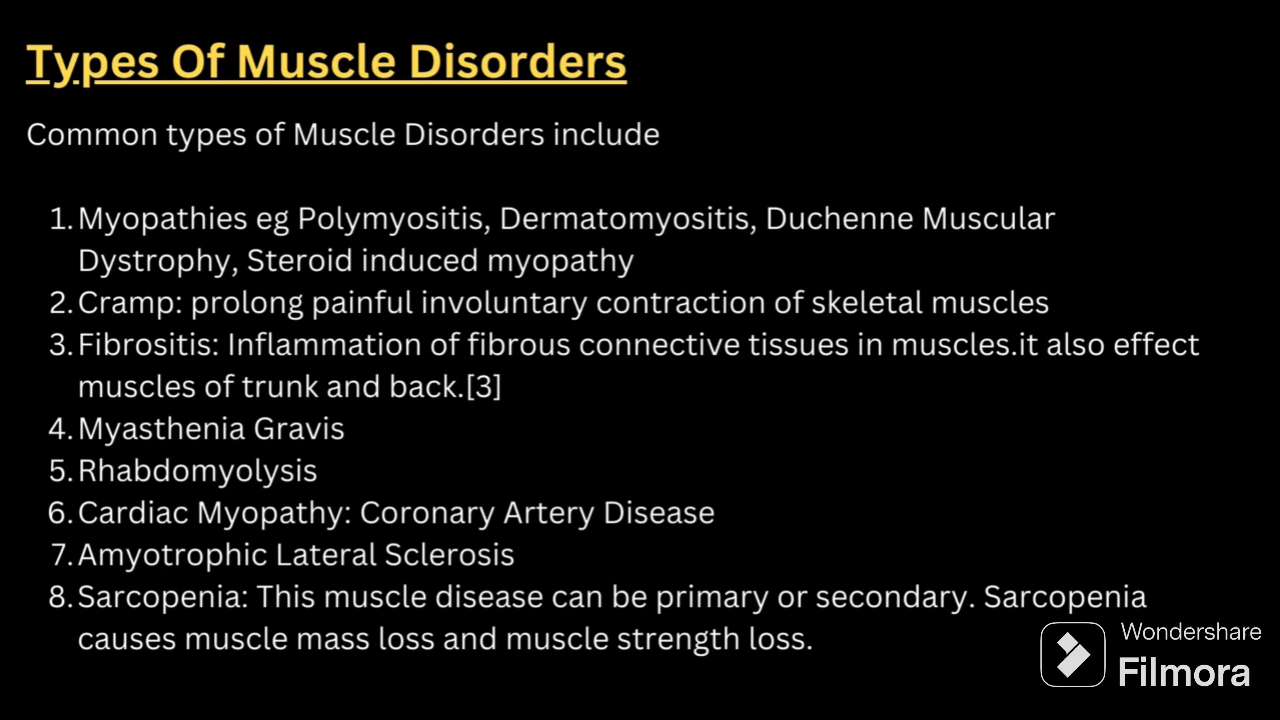 Types Of Muscle Disorders
Common types of Muscle Disorders include
1. Myopathies eg Polymyositis, Dermatomyositis, Duchenne Muscular
Dystrophy, Steroid induced myopathy
2. Cramp: prolong painful involuntary contraction of skeletal muscles
3. Fibrositis: Inflammation of fibrous connective tissues in muscles.it also effect
muscles of trunk and back.[3]
4. Myasthenia Gravis
5. Rhabdomyolysis
6. Cardiac Myopathy: Coronary Artery Disease
7. Amyotrophic Lateral Sclerosis
8. Sarcopenia: This muscle disease can be primary or secondary. Sarcopenia
causes muscle mass loss and muscle strength loss.
Wondershare
Filmora